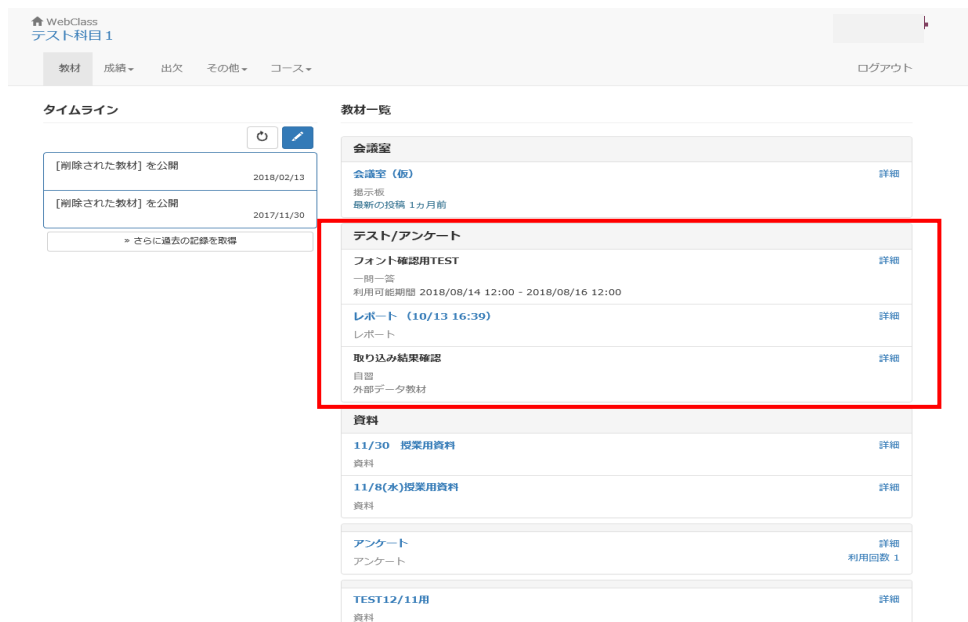 WebClass
テスト科目1
教材 成績 出欠 その他 コース ログアウト
タイムライン
[削除された教材] を公開
2018/02/13
[削除された教材] を公開
2017/11/30
» さらに過去の記録を取得
教材一覧
会議室
会議室（仮） 詳細
掲示板
最新の投稿 1ヵ月前
テスト/アンケート
フォント確認用TEST 詳細
一問一答
利用可能期間 2018/08/14 12:00 - 2018/08/16 12:00
レポート （10/13 16:39） 詳細
レポート
取り込み結果確認 詳細
自習
外部データ教材
資料
11/30 授業用資料 詳細
資料
11/8(水)授業用資料 詳細
資料
アンケート 詳細
アンケート 利用回数 1
TEST12/11用 詳細
資料